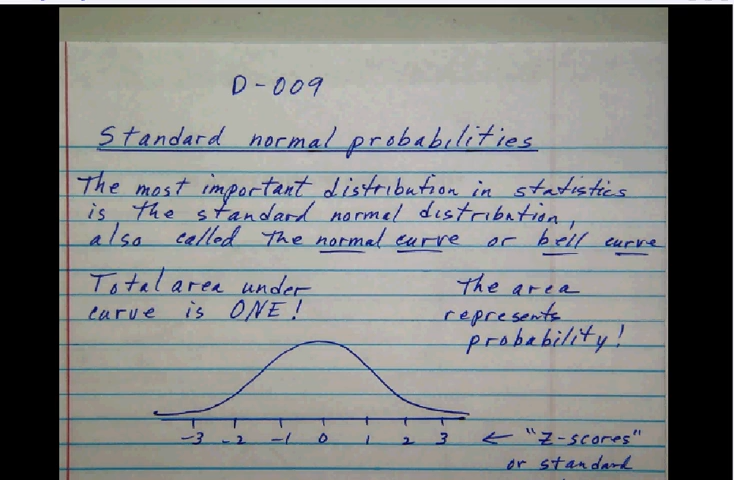 D-009
Standard normal probabilities
The most important distribution in statistics
is the standard normal distribution,
also called the normal curve or bell curve
Total area under
curve is ONE!
The area
represents
probability!
-3 -2 -1 0 1 2 3 ← "Z-scores"
or standard